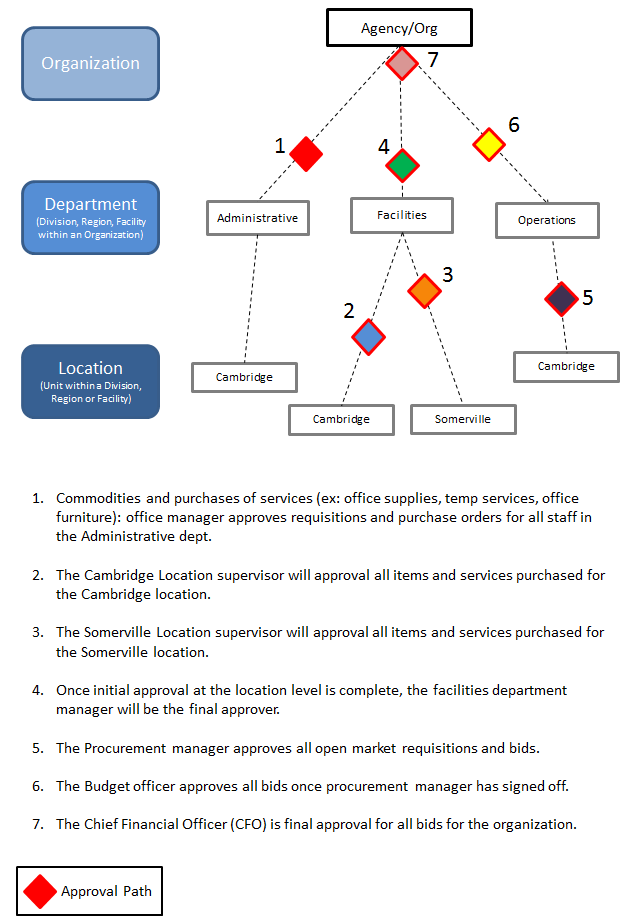 Agency/Org
Organization
7
6
1
4
Department
(Division, Region, Facility
within an Organization)
Administrative
Facilities
Operations
3
5
2
Location
(Unit within a Division,
Region or Facility)
Cambridge
Cambridge
Cambridge
Somerville
1. Commodities and purchases of services (ex: office supplies, temp services, office
furniture): office manager approves requisitions and purchase orders for all staff in
the Administrative dept.
2. The Cambridge Location supervisor will approval all items and services purchased for
the Cambridge location.
3. The Somerville Location supervisor will approval all items and services purchased for
the Somerville location.
4. Once initial approval at the location level is complete, the facilities department
manager will be the final approver.
5. The Procurement manager approves all open market requisitions and bids.
6. The Budget officer approves all bids once procurement manager has signed off.
7. The Chief Financial Officer (CFO) is final approval for all bids for the organization.
Approval Path